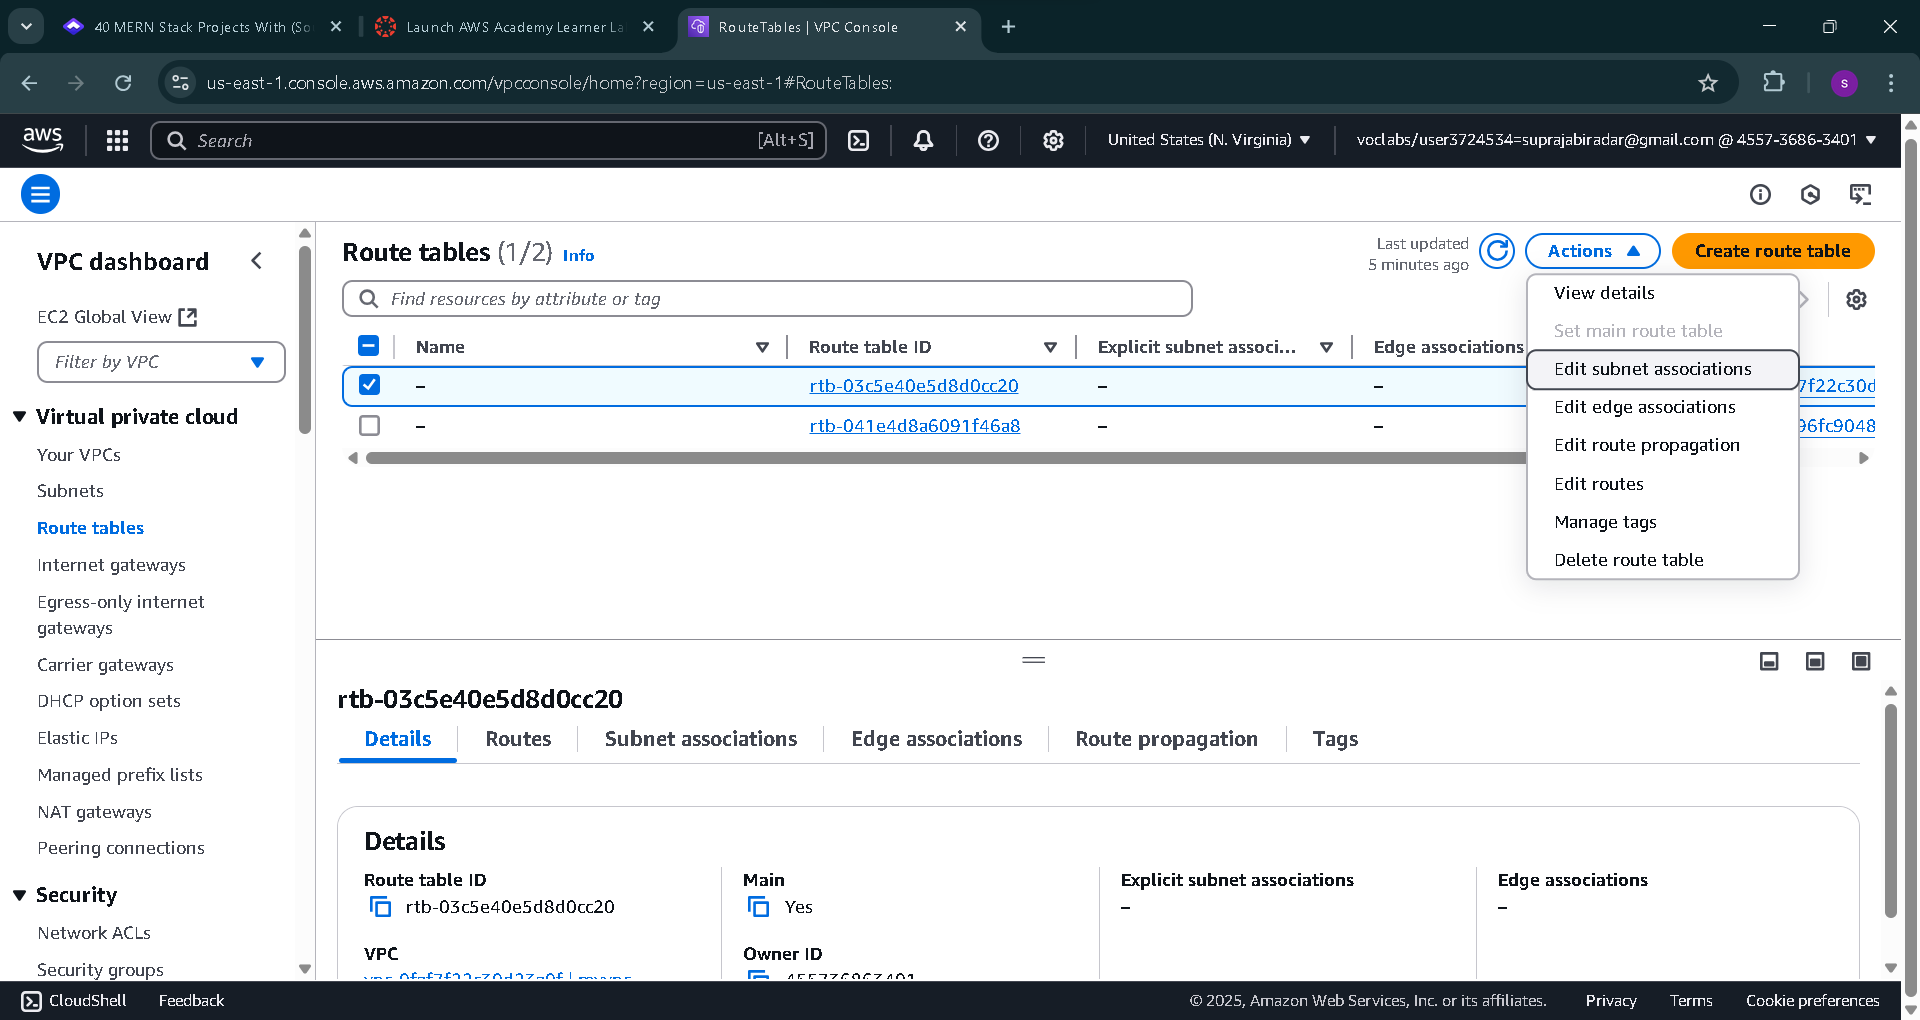 40 MERN Stack Projects With (So
Launch AWS Academy Learner La
RouteTables | VPC Console
us-east-1.console.aws.amazon.com/vpcconsole/home?region=us-east-1#RouteTables:
s
aws
Search
[Alt+S]
United States (N. Virginia)
voclabs/user3724534=suprajabiradar@gmail.com @ 4557-3686-3401
VPC dashboard
EC2 Global View
Filter by VPC
Virtual private cloud
Your VPCs
Subnets
Route tables
Internet gateways
Egress-only internet
gateways
Carrier gateways
DHCP option sets
Elastic IPs
Managed prefix lists
NAT gateways
Peering connections
Security
Network ACLs
Security groups
Route tables (1/2) Info
Last updated
5 minutes ago
Actions
Create route table
Find resources by attribute or tag
Name
Route table ID
Explicit subnet associ...
Edge associations
– rtb-03c5e40e5d8d0cc20 – – 7f22c30d
– rtb-041e4d8a6091f46a8 – – 96fc9048
View details
Set main route table
Edit subnet associations
Edit edge associations
Edit route propagation
Edit routes
Manage tags
Delete route table
rtb-03c5e40e5d8d0cc20
Details
Routes
Subnet associations
Edge associations
Route propagation
Tags
Details
Route table ID
rtb-03c5e40e5d8d0cc20
Main
Yes
Explicit subnet associations
–
Edge associations
–
VPC
Owner ID
455736863401
CloudShell
Feedback
© 2025, Amazon Web Services, Inc. or its affiliates.
Privacy
Terms
Cookie preferences